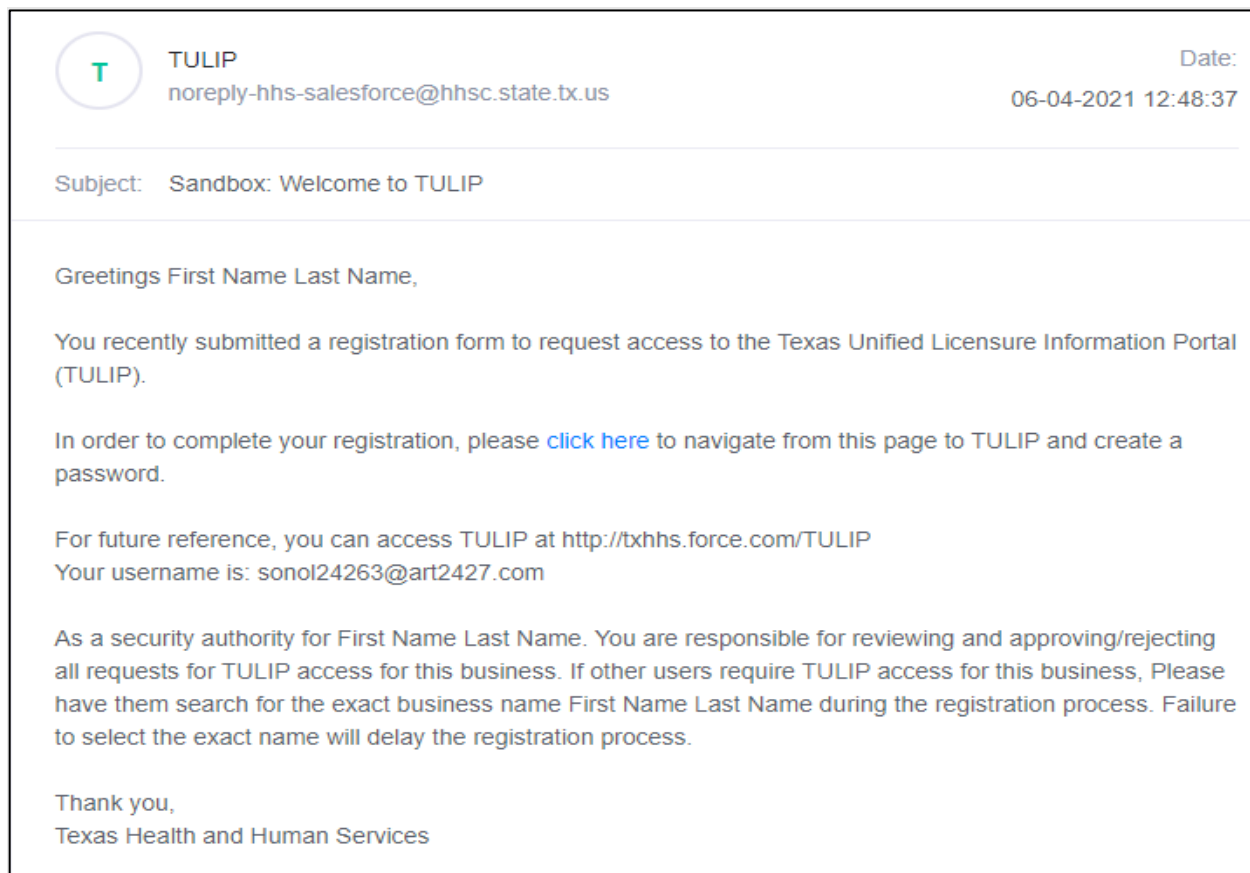 T
TULIP
noreply-hhs-salesforce@hhsc.state.tx.us
Date:
06-04-2021 12:48:37
Subject: Sandbox: Welcome to TULIP
Greetings First Name Last Name,
You recently submitted a registration form to request access to the Texas Unified Licensure Information Portal
(TULIP).
In order to complete your registration, please click here to navigate from this page to TULIP and create a
password.
For future reference, you can access TULIP at http://txhhs.force.com/TULIP
Your username is: sonol24263@art2427.com
As a security authority for First Name Last Name. You are responsible for reviewing and approving/rejecting
all requests for TULIP access for this business. If other users require TULIP access for this business, Please
have them search for the exact business name First Name Last Name during the registration process. Failure
to select the exact name will delay the registration process.
Thank you,
Texas Health and Human Services